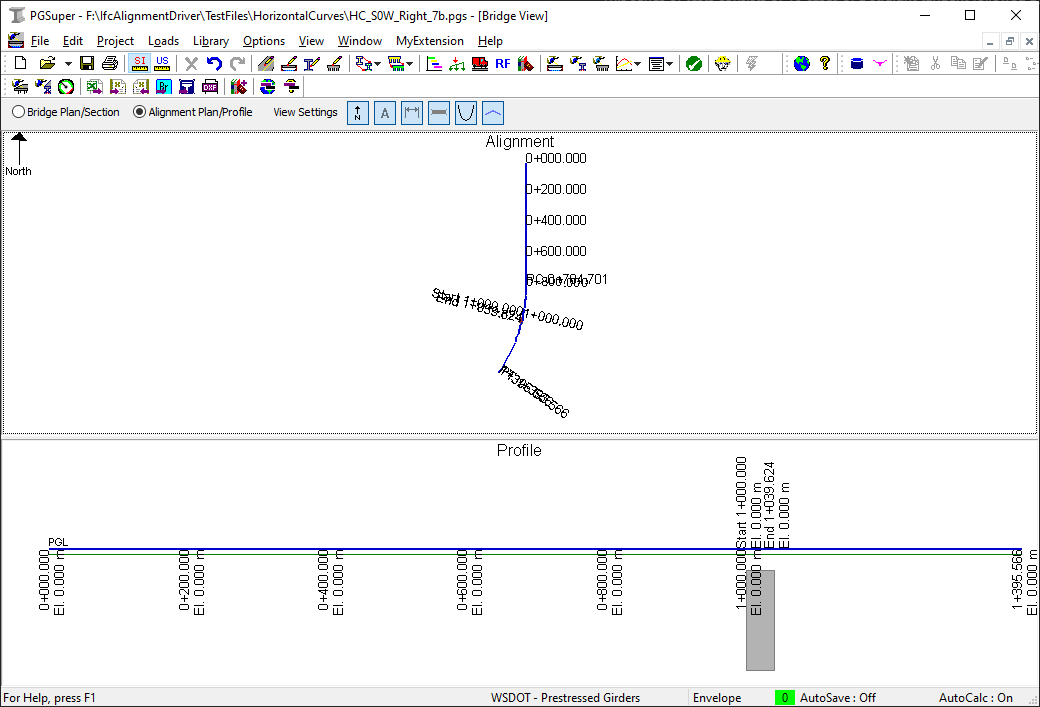 PGSuper - F:\IfcAlignmentDriver\TestFiles\HorizontalCurves\HC_S0W_Right_7b.pgs - [Bridge View]
File Edit Project Loads Library Options View Window MyExtension Help
SI US RF
DXF
Bridge Plan/Section Alignment Plan/Profile View Settings N A
Alignment
North
0+000.000
0+200.000
0+400.000
0+600.000
0+800.000
Start 1+000.000
1+000.000
End 1+039.624
Profile
PGL
0+000.000
El. 0.000 m
0+200.000
El. 0.000 m
0+400.000
El. 0.000 m
0+600.000
El. 0.000 m
0+800.000
El. 0.000 m
Start 1+000.000
El. 0.000 m
End 1+039.624
El. 0.000 m
1+000.000
El. 0.000 m
1+395.566
El. 0.000 m
For Help, press F1 WSDOT - Prestressed Girders Envelope 0 AutoSave : Off AutoCalc : On